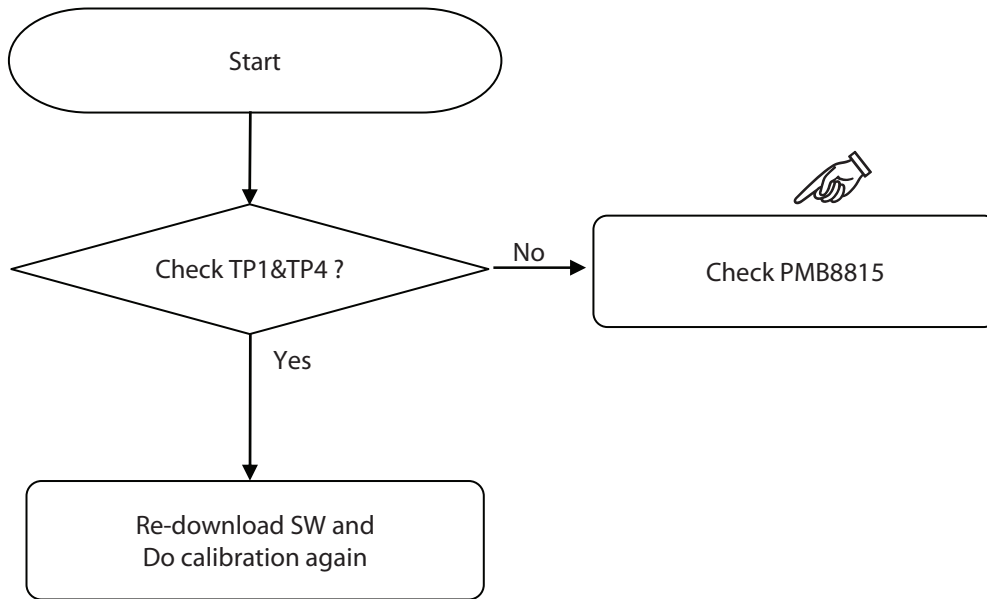 Start
Check TP1&TP4 ?
No
Check PMB8815
Yes
Re-download SW and
Do calibration again